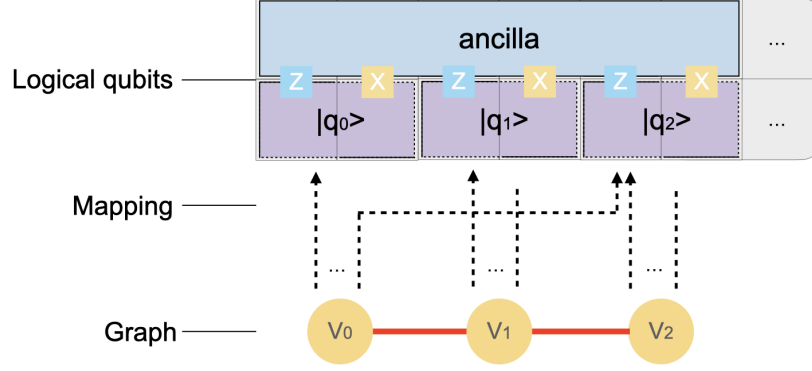 ancilla
...
Logical qubits
Z X Z X Z X
|q₀> |q₁> |q₂> ...
Mapping
... ... ...
Graph V₀ V₁ V₂